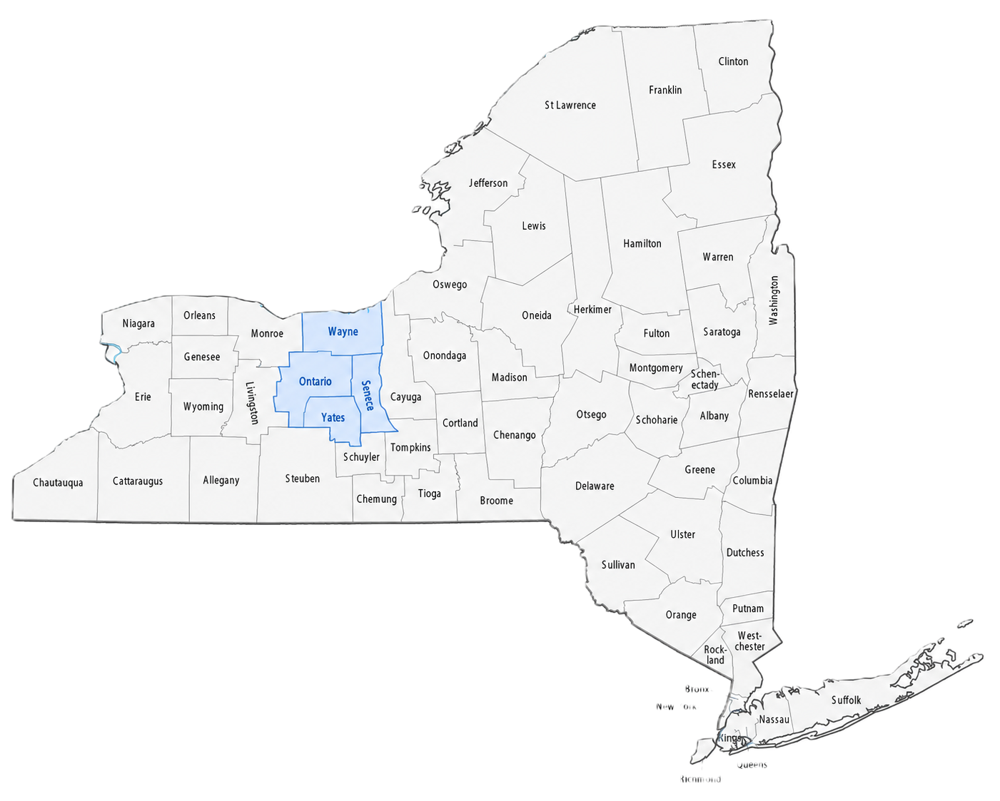 Clinton
Franklin
St Lawrence
Essex
Jefferson
Lewis
Hamilton
Warren
Washington
Oswego
Oneida
Herkimer
Saratoga
Fulton
Niagara
Orleans
Monroe
Wayne
Genesee
Onondaga
Madison
Montgomery
Schen-
ectady
Ontario
Senece
Cayuga
Erie
Wyoming
Livingston
Yates
Cortland
Chenango
Otsego
Schoharie
Albany
Rensselaer
Tompkins
Schuyler
Chautauqua
Cattaraugus
Allegany
Steuben
Chemung
Tioga
Broome
Delaware
Greene
Columbia
Ulster
Dutchess
Sullivan
Orange
Putnam
West-
chester
Rock-
land
Bronx
New
Suffolk
Nassau
Kings
Queens